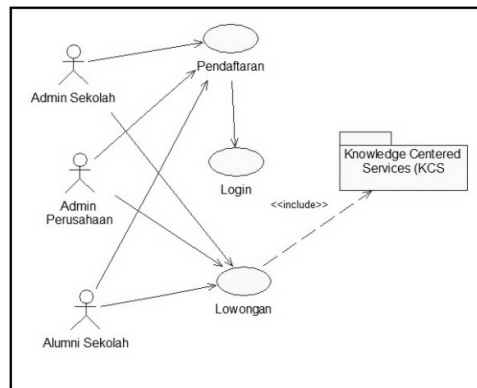 Pendaftaran
Admin Sekolah
Knowledge Centered
Services (KCS
Login
Admin
Perusahaan
<<include>>
Lowongan
Alumni Sekolah